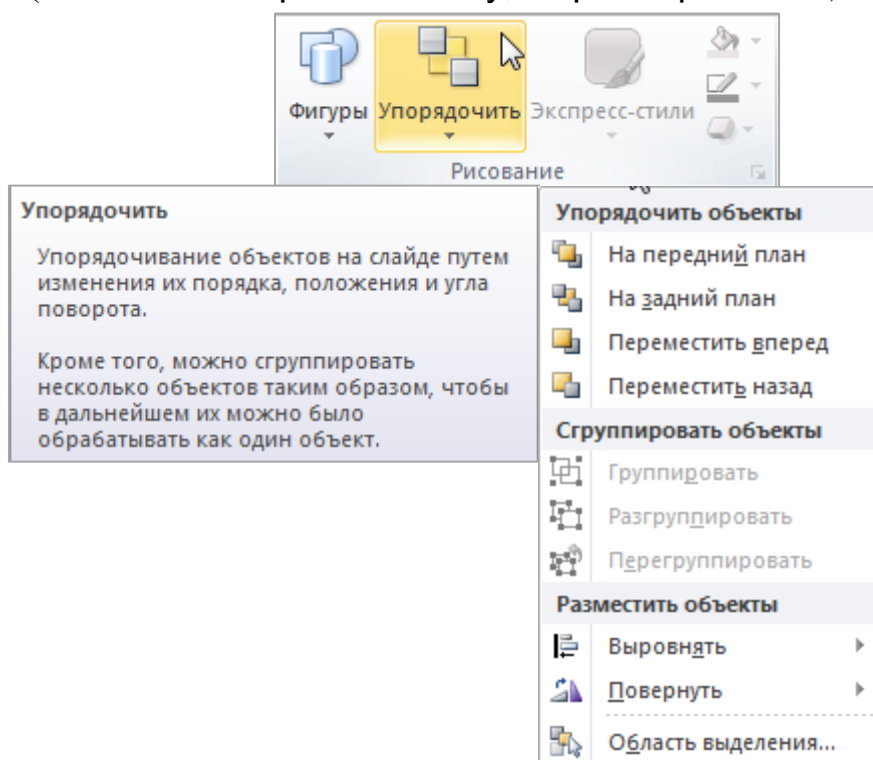 Фигуры Упорядочить Экспресс-стили
Рисование
Упорядочить
Упорядочивание объектов на слайде путем
изменения их порядка, положения и угла
поворота.
Кроме того, можно сгруппировать
несколько объектов таким образом, чтобы
в дальнейшем их можно было
обрабатывать как один объект.
Упорядочить объекты
На передний план
На задний план
Переместить вперед
Переместить назад
Сгруппировать объекты
Группировать
Разгруппировать
Перегруппировать
Разместить объекты
Выровнять
Повернуть
Область выделения...